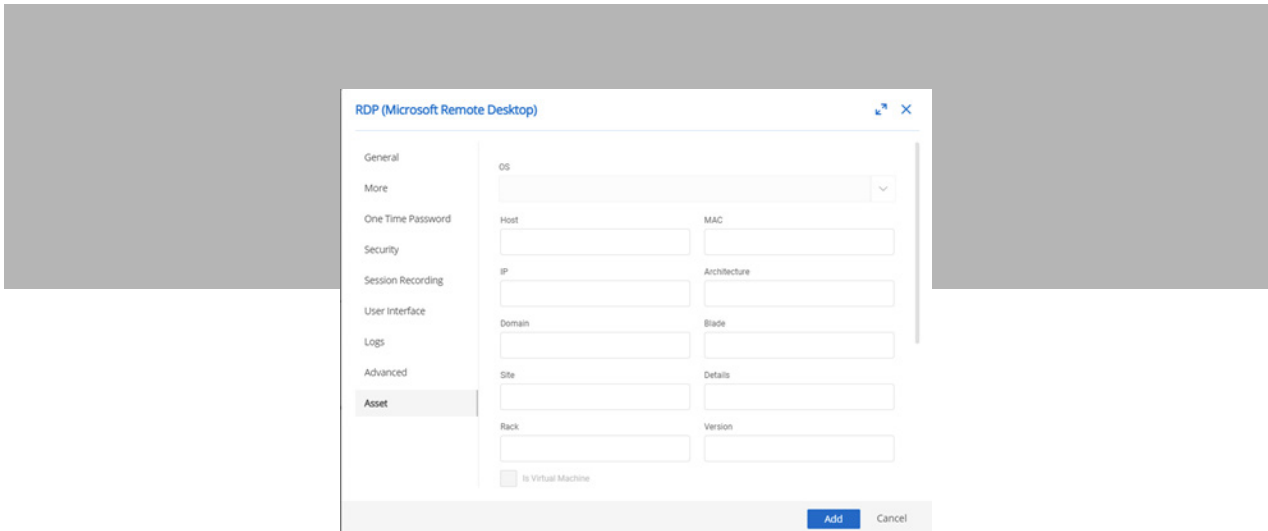 RDP (Microsoft Remote Desktop)
General
More
One Time Password
Security
Session Recording
User Interface
Logs
Advanced
Asset
OS
Host MAC
IP Architecture
Domain Blade
Site Details
Rack Version
Is Virtual Machine
Add Cancel